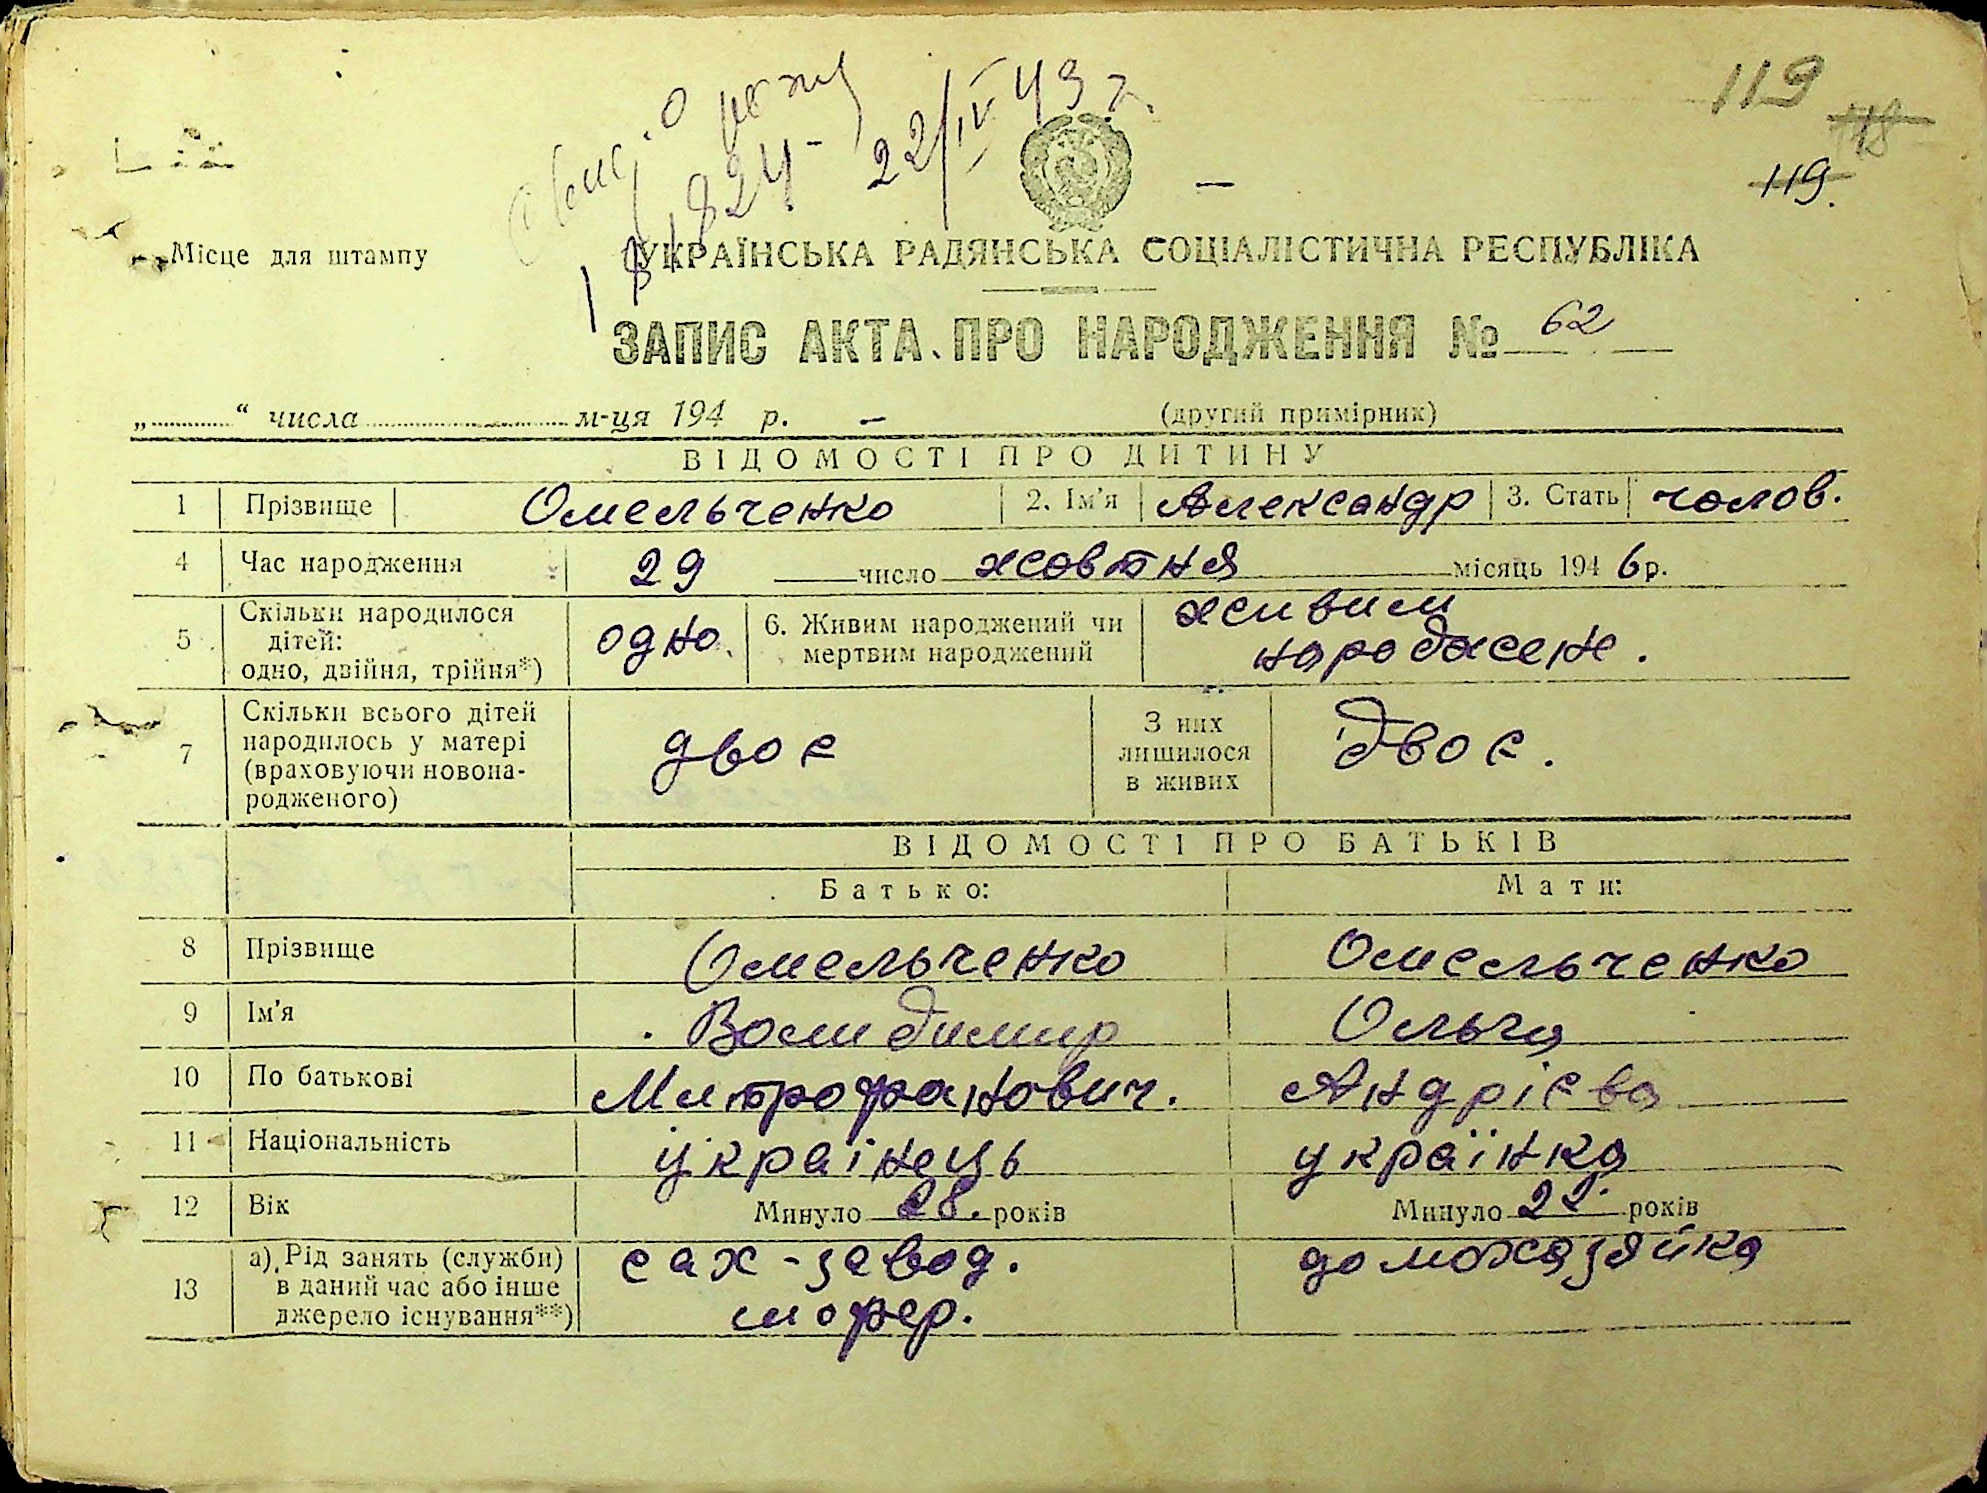 119
118
119.
22/IV 43 г.
Місце для штампу
УКРАЇНСЬКА РАДЯНСЬКА СОЦІАЛІСТИЧНА РЕСПУБЛІКА
ЗАПИС АКТА ПРО НАРОДЖЕННЯ № 62
„ “ числа м-ця 194 р. – (другий примірник)
ВІДОМОСТІ ПРО ДИТИНУ
1 Прізвище Омельченко 2. Ім'я Александр 3. Стать чолов.
4 Час народження 29 число жовтня місяць 1946 р.
5 Скільки народилося дітей: одно, двійня, трійня*) одно. 6. Живим народжений чи мертвим народжений живим народжене.
7 Скільки всього дітей народилось у матері (враховуючи новонародженого) двоє З них лишилося в живих двоє.
ВІДОМОСТІ ПРО БАТЬКІВ
Батько: Мати:
8 Прізвище Омельченко Омельченко
9 Ім'я Ольга
10 По батькові Митрофанович. Андрієва
11 Національність українець українка
12 Вік Минуло 28. років Минуло 22. років
13 а) Рід занять (служби) в даний час або інше джерело існування**) сах-завод. шофер. домохазяйка